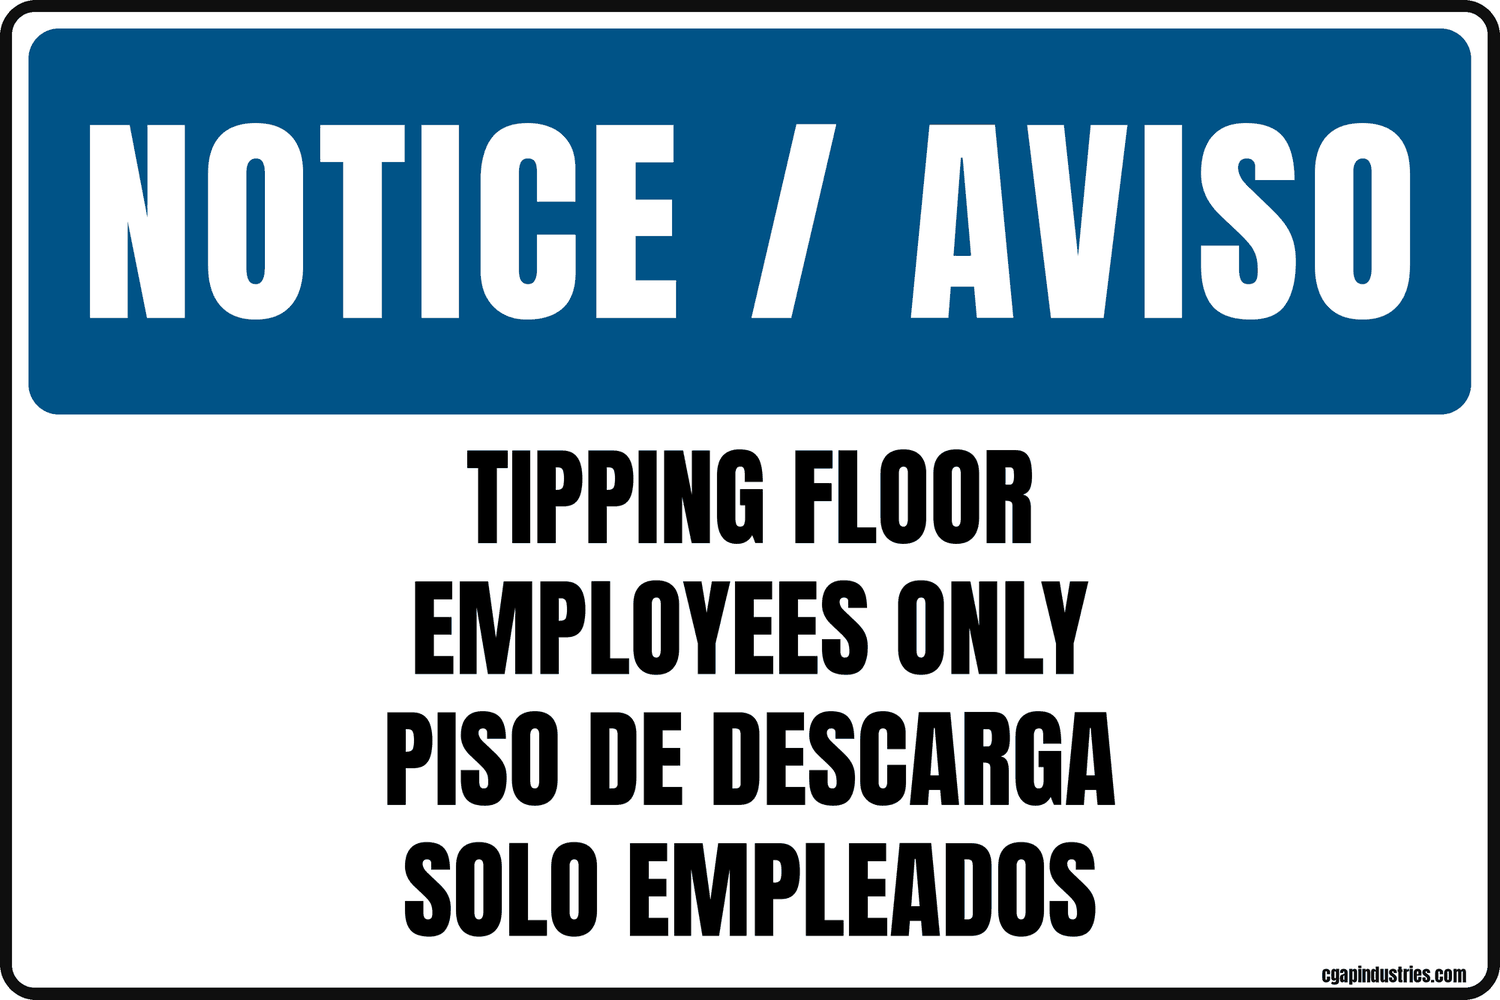 NOTICE / AVISO
TIPPING FLOOR
EMPLOYEES ONLY
PISO DE DESCARGA
SOLO EMPLEADOS
cgapindustries.com